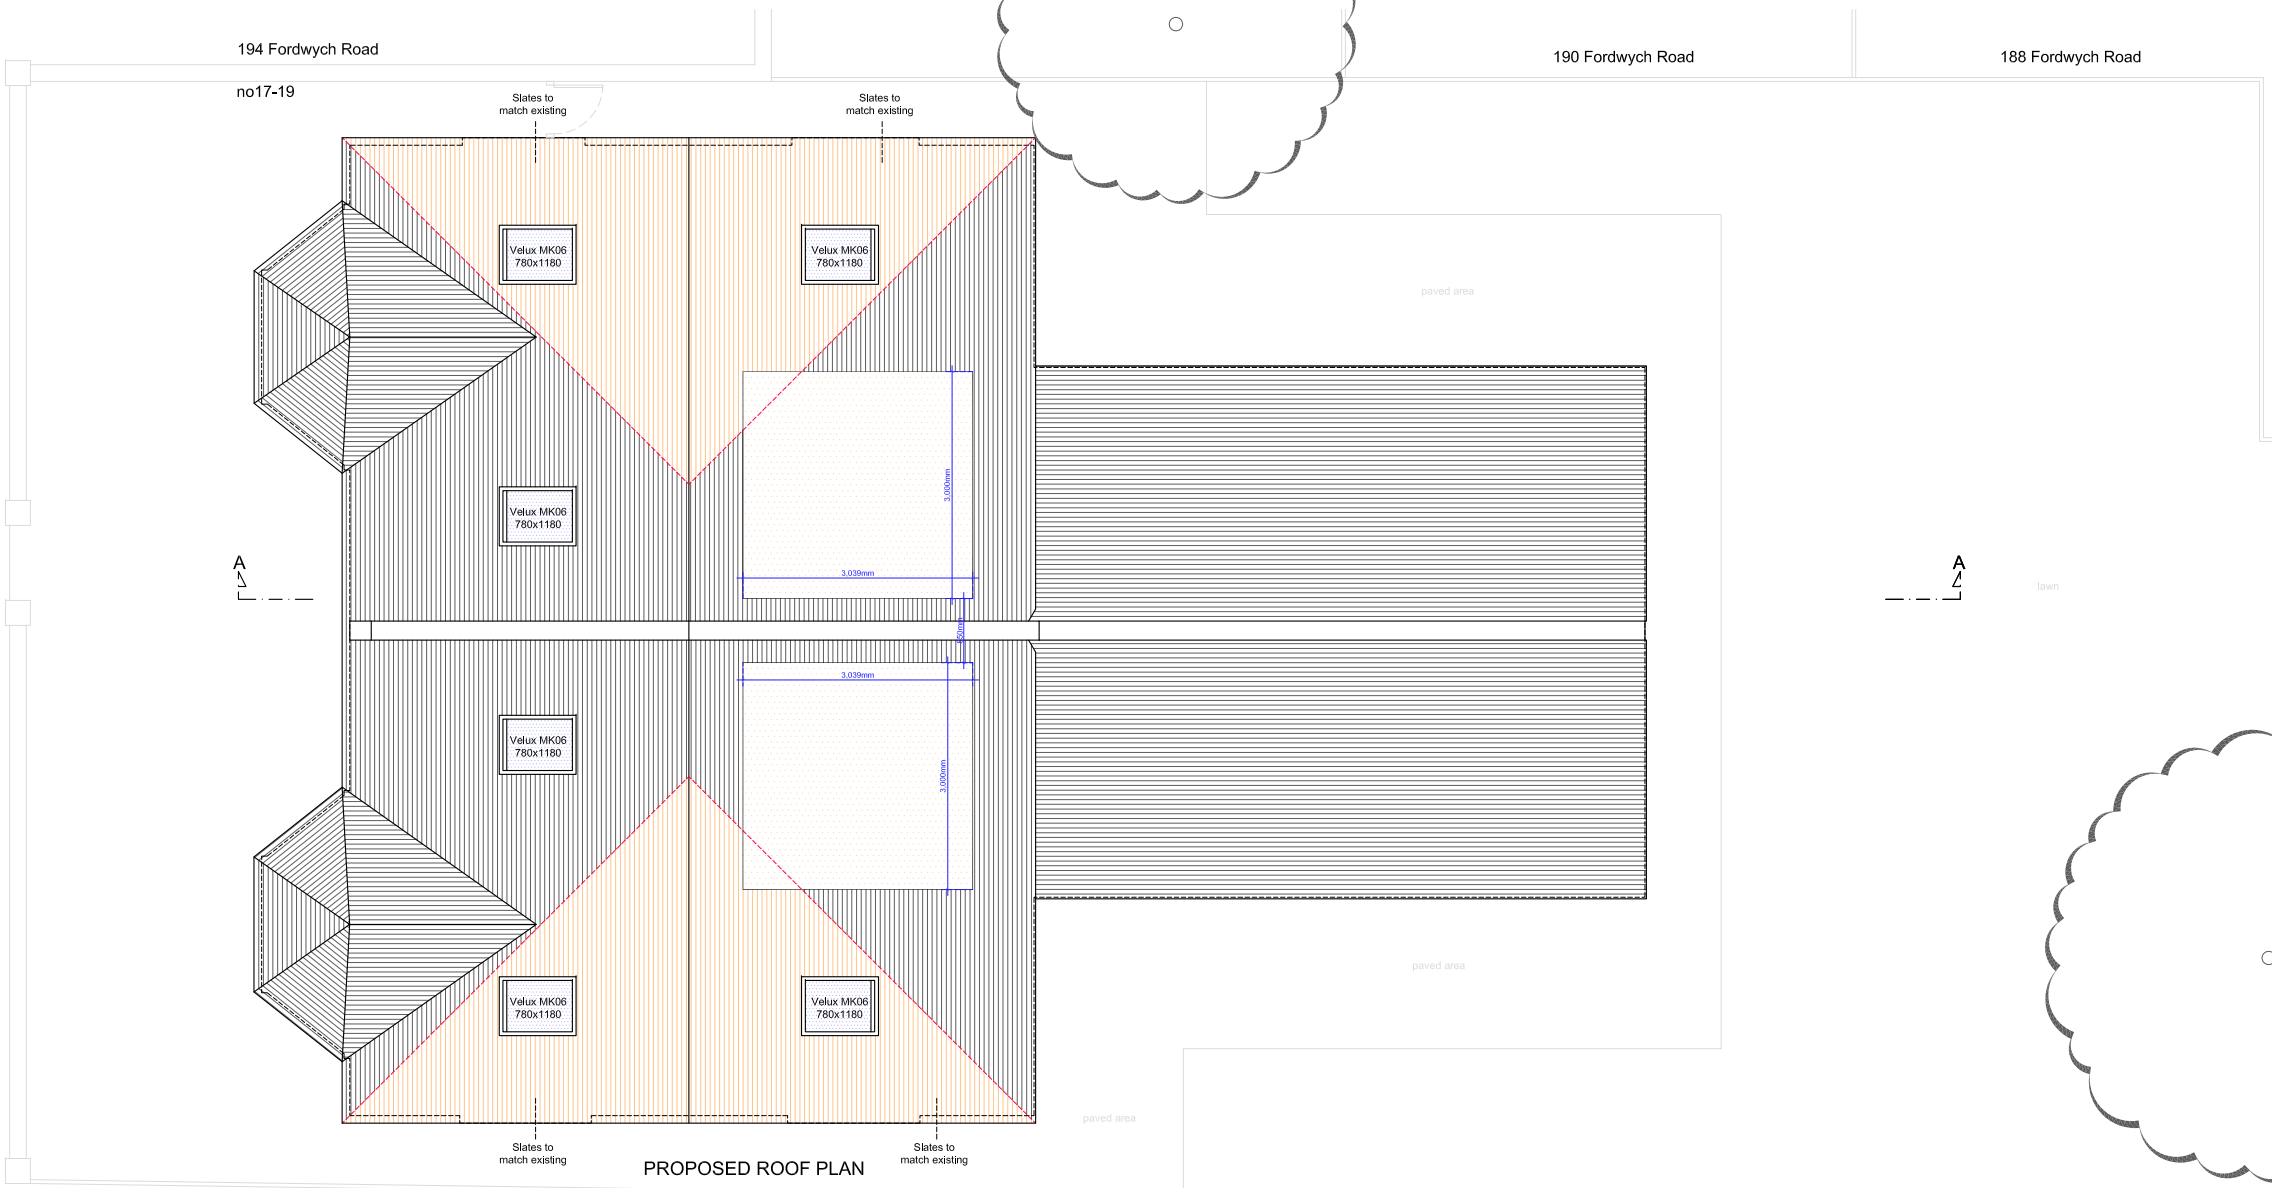 194 Fordwych Road
190 Fordwych Road
188 Fordwych Road
no17-19
Slates to
match existing
Slates to
match existing
Velux MK06
780x1180
Velux MK06
780x1180
paved area
3,000mm
Velux MK06
780x1180
A
A
3,039mm
lawn
850mm
3,039mm
Velux MK06
780x1180
3,000mm
paved area
Velux MK06
780x1180
Velux MK06
780x1180
paved area
Slates to
match existing
Slates to
match existing
PROPOSED ROOF PLAN